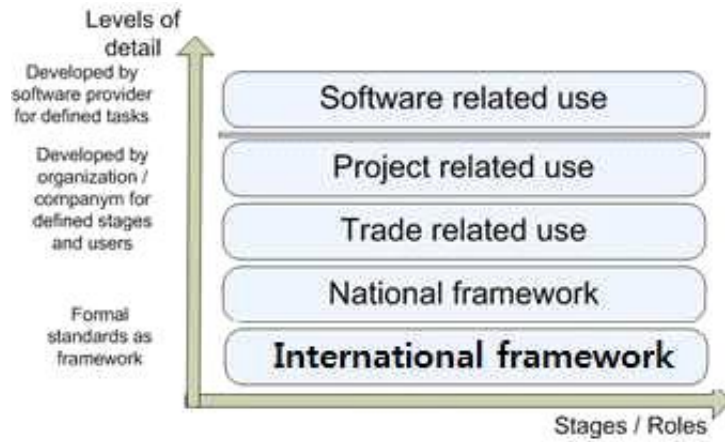 Levels of
detail
Developed by
software provider
for defined tasks
Software related use
Developed by
organization /
companym for
defined stages
and users
Project related use
Trade related use
National framework
Formal
standards as
framework
International framework
Stages / Roles